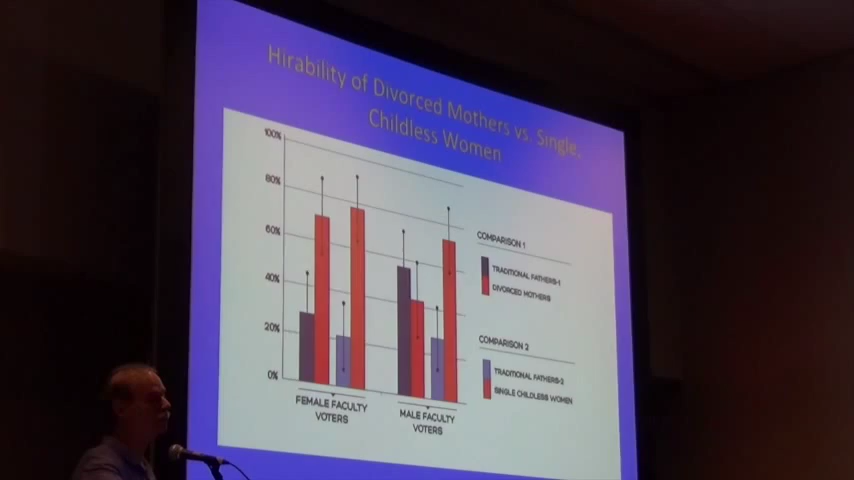 Hirability of Divorced Mothers vs. Single,
Childless Women
100%
80%
60%
40%
20%
0%
FEMALE FACULTY
VOTERS
MALE FACULTY
VOTERS
COMPARISON 1
TRADITIONAL FATHERS-1
DIVORCED MOTHERS
COMPARISON 2
TRADITIONAL FATHERS-2
SINGLE CHILDLESS WOMEN